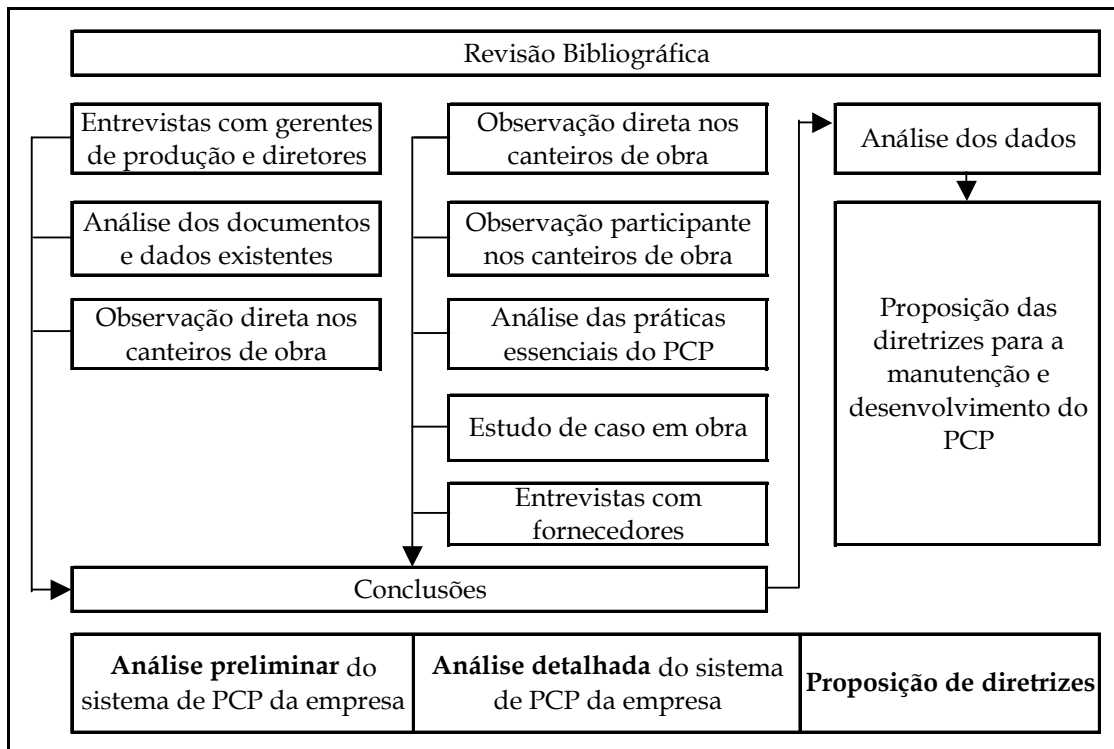 Revisão Bibliográfica
Entrevistas com gerentes
de produção e diretores
Análise dos documentos
e dados existentes
Observação direta nos
canteiros de obra
Observação direta nos
canteiros de obra
Observação participante
nos canteiros de obra
Análise das práticas
essenciais do PCP
Estudo de caso em obra
Entrevistas com
fornecedores
Conclusões
Análise dos dados
Proposição das
diretrizes para a
manutenção e
desenvolvimento do
PCP
Análise preliminar do
sistema de PCP da empresa
Análise detalhada do sistema
de PCP da empresa
Proposição de diretrizes